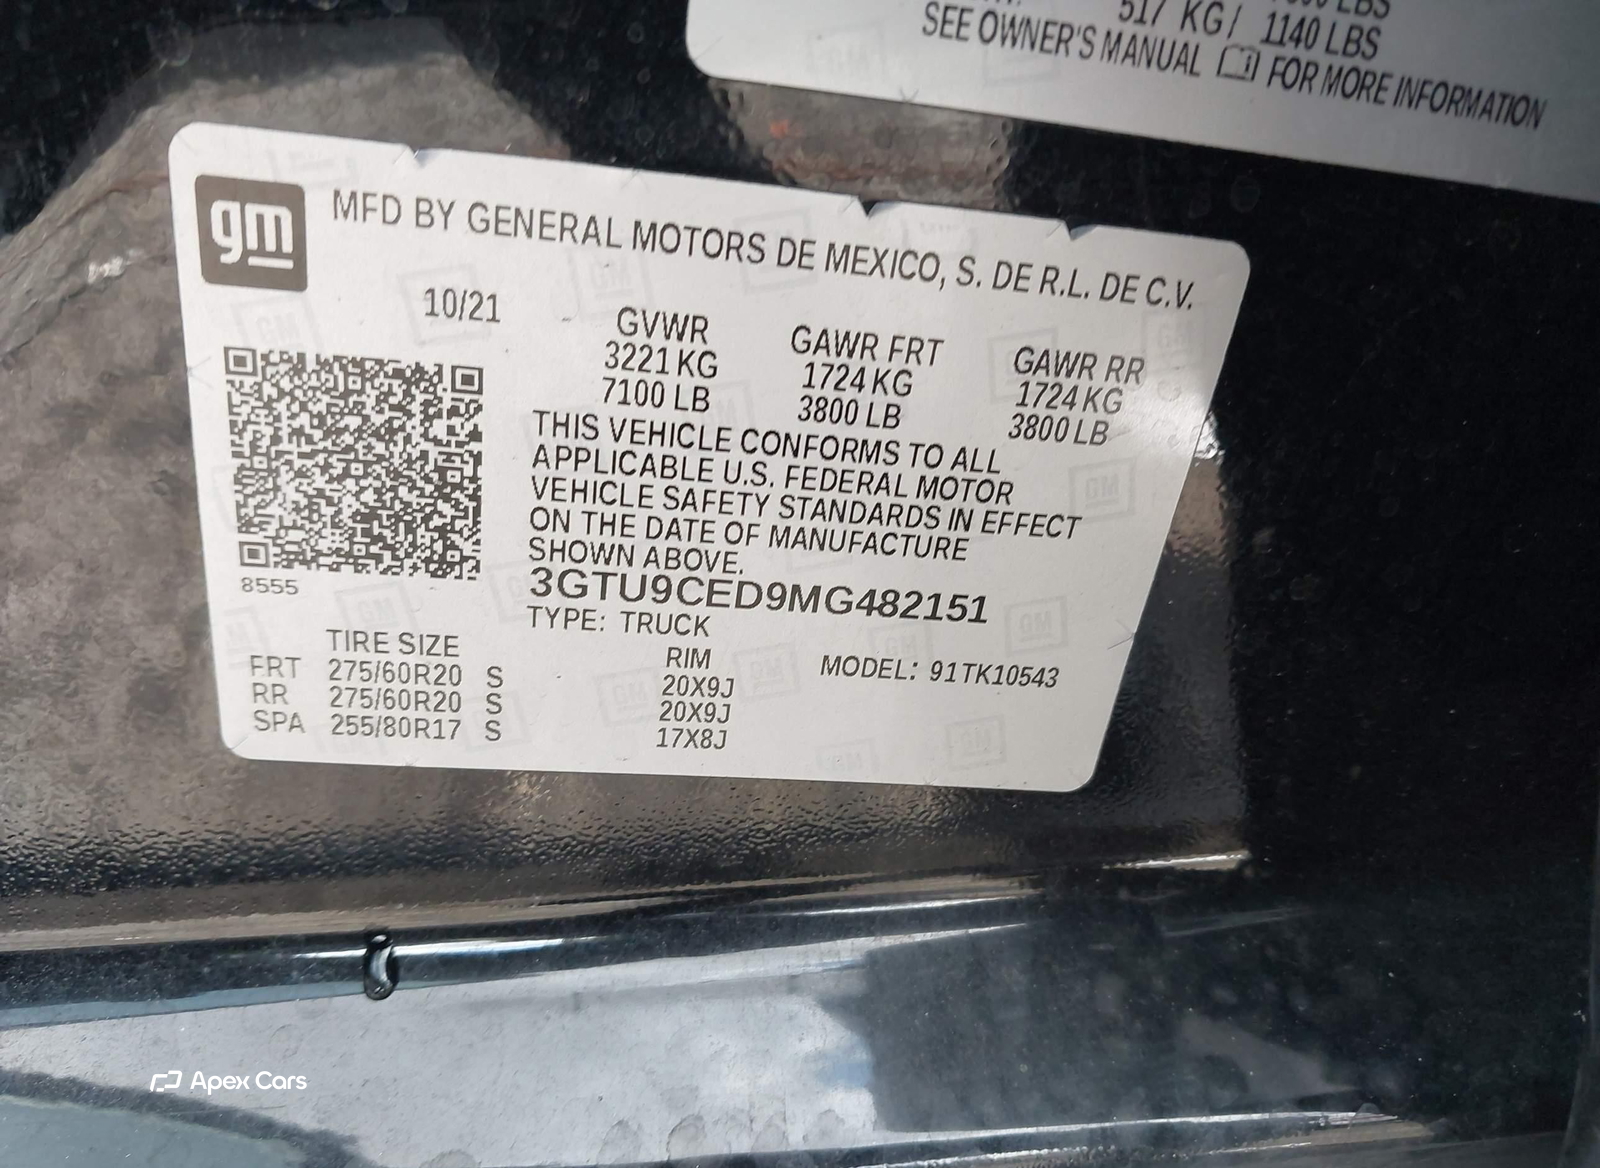 517 KG / 1140 LBS
SEE OWNER'S MANUAL FOR MORE INFORMATION
gm
MFD BY GENERAL MOTORS DE MEXICO, S. DE R.L. DE C.V.
10/21
GVWR GAWR FRT GAWR RR
3221 KG 1724 KG 1724 KG
7100 LB 3800 LB 3800 LB
THIS VEHICLE CONFORMS TO ALL
APPLICABLE U.S. FEDERAL MOTOR
VEHICLE SAFETY STANDARDS IN EFFECT
ON THE DATE OF MANUFACTURE
SHOWN ABOVE.
8555
3GTU9CED9MG482151
TYPE: TRUCK
TIRE SIZE RIM MODEL: 91TK10543
FRT 275/60R20 S 20X9J
RR 275/60R20 S 20X9J
SPA 255/80R17 S 17X8J
Apex Cars